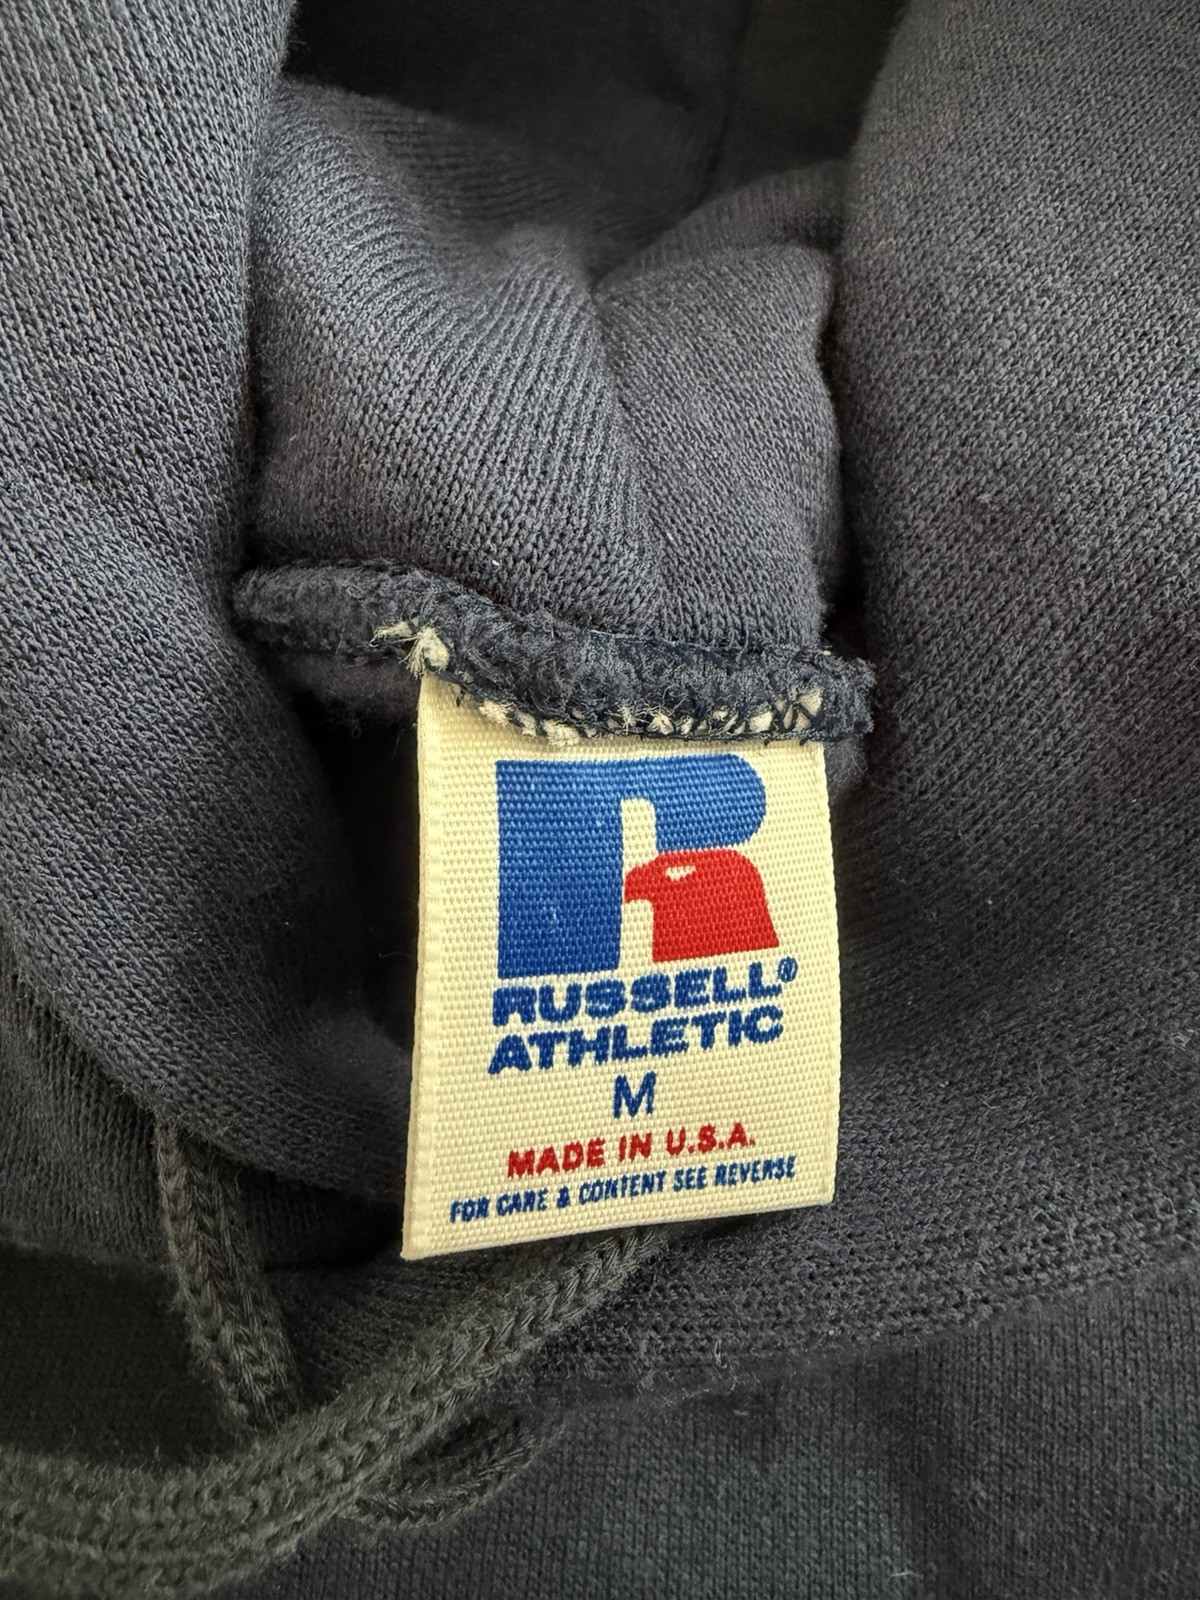 R
RUSSELL®
ATHLETIC
M
MADE IN U.S.A.
FOR CARE & CONTENT SEE REVERSE